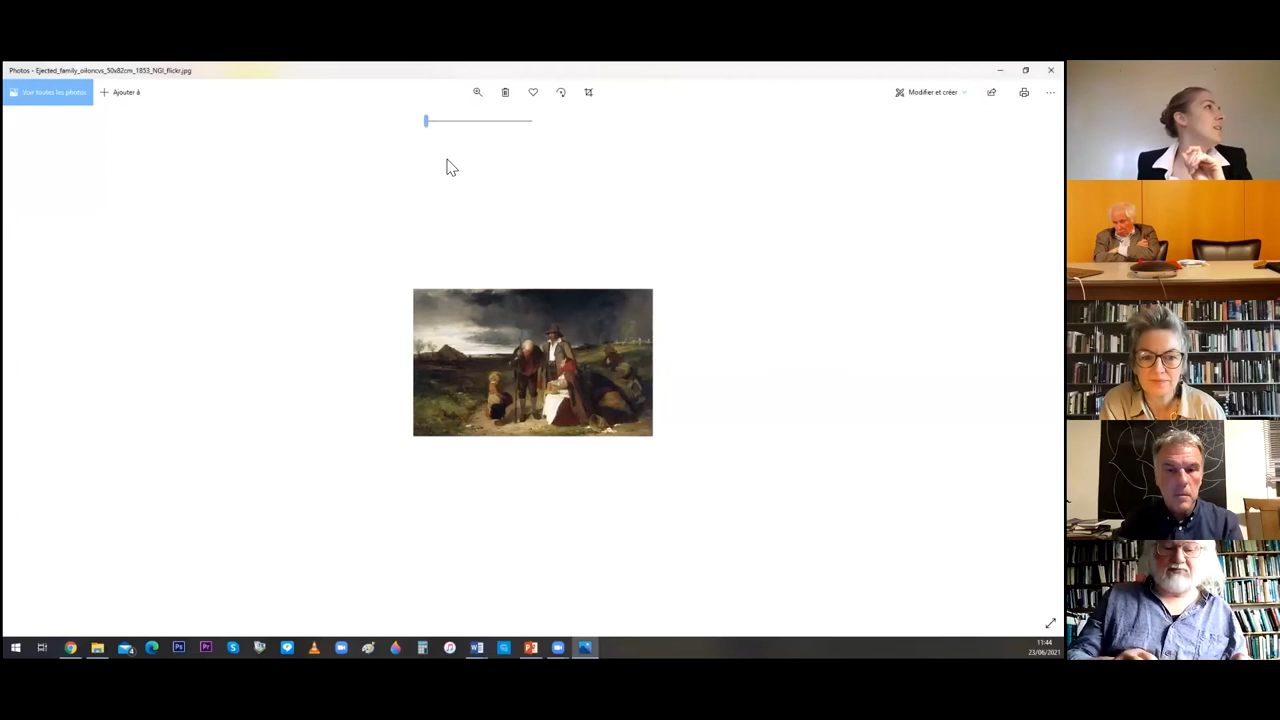 Photos - Ejected_family_oiloncvs_50x82cm_1853_NGI_flickr.jpg
Voir toutes les photos
Ajouter à
Modifier et créer
11:44
23/06/2021